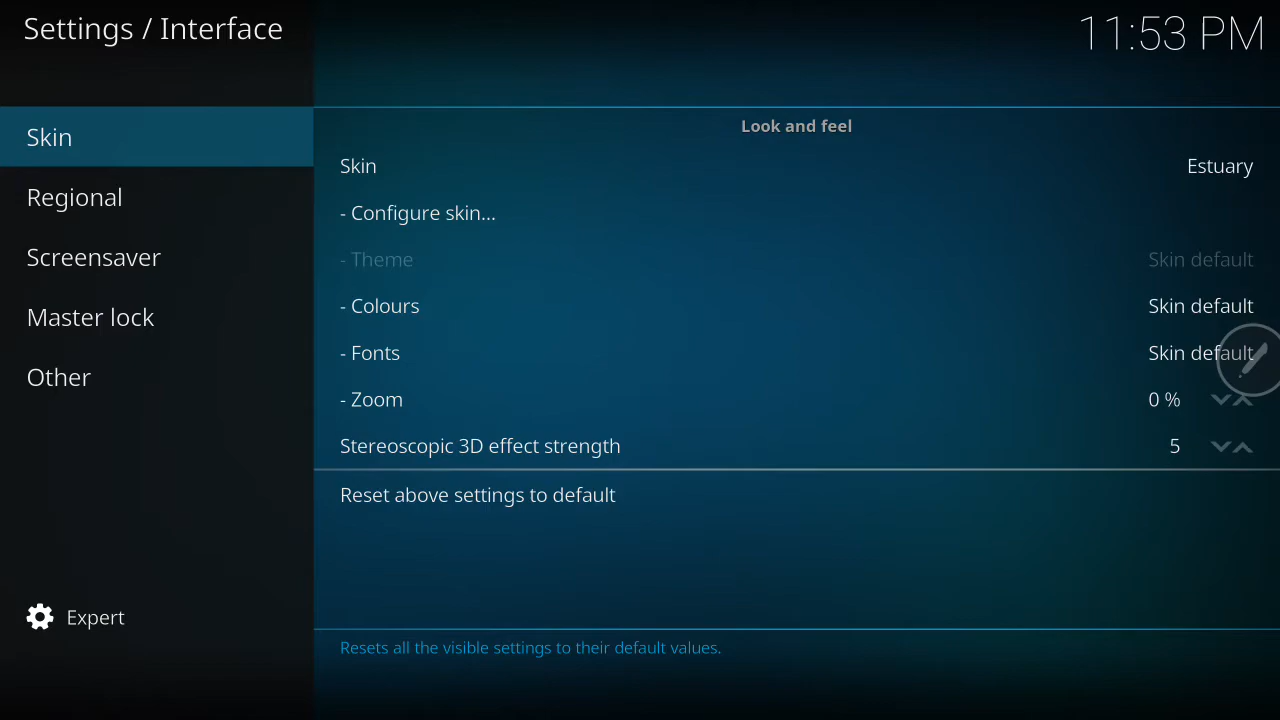 Settings / Interface
11:53 PM
Skin
Regional
Screensaver
Master lock
Other
Expert
Look and feel
Skin Estuary
- Configure skin...
- Theme Skin default
- Colours Skin default
- Fonts Skin default
- Zoom 0 %
Stereoscopic 3D effect strength 5
Reset above settings to default
Resets all the visible settings to their default values.